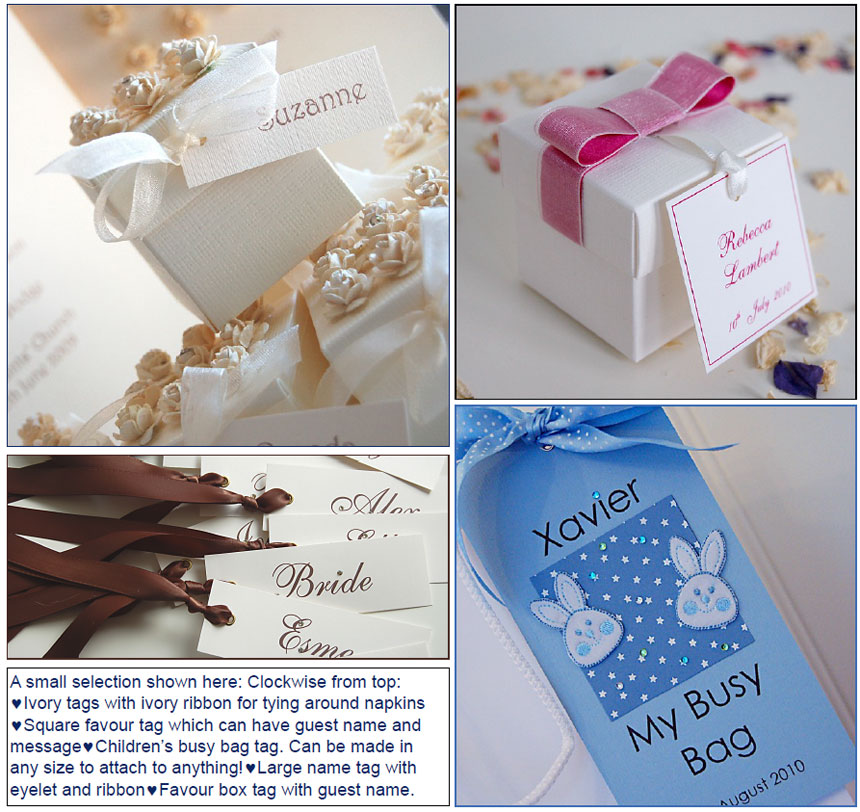 Suzanne
Rebecca
Lambert
10th July 2010
Alex
Bride
Esme
Xavier
My Busy
Bag
August 2010
A small selection shown here: Clockwise from top:
♥Ivory tags with ivory ribbon for tying around napkins
♥Square favour tag which can have guest name and
message♥Children's busy bag tag. Can be made in
any size to attach to anything!♥Large name tag with
eyelet and ribbon♥Favour box tag with guest name.